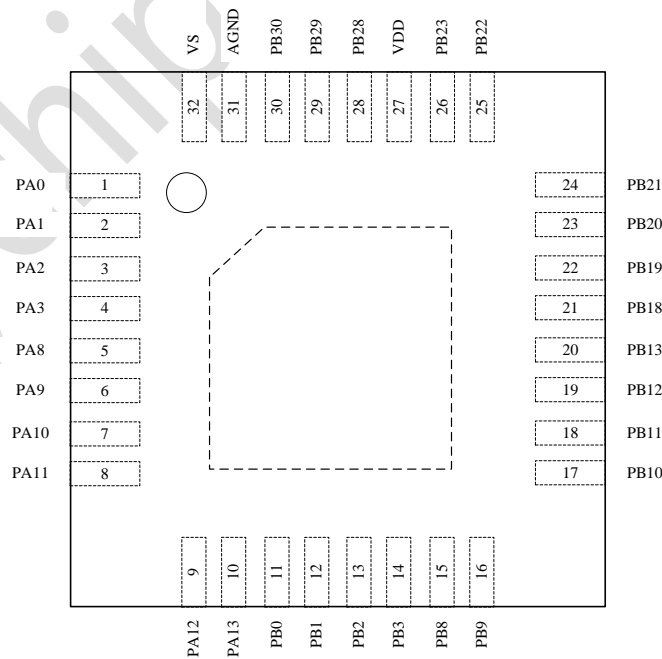 VS AGND PB30 PB29 PB28 VDD PB23 PB22
32 31 30 29 28 27 26 25
PA0 1 24 PB21
PA1 2 23 PB20
PA2 3 22 PB19
PA3 4 21 PB18
PA8 5 20 PB13
PA9 6 19 PB12
PA10 7 18 PB11
PA11 8 17 PB10
9 10 11 12 13 14 15 16
PA12 PA13 PB0 PB1 PB2 PB3 PB8 PB9
chip